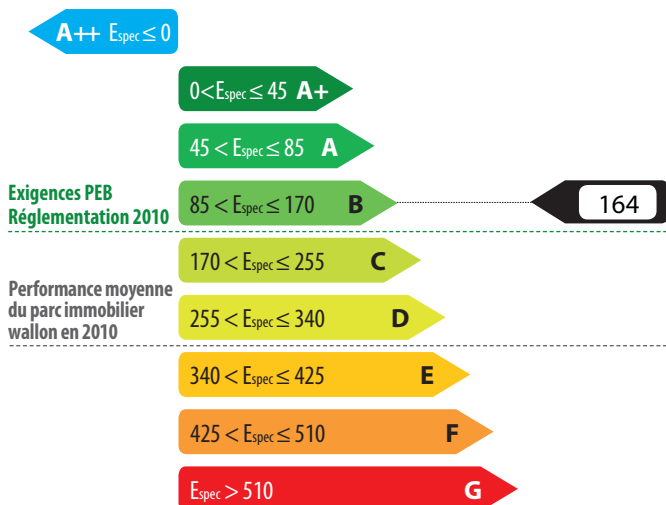 A++ Espec ≤ 0
0<Espec ≤ 45 A+
45 < Espec ≤ 85 A
Exigences PEB
Réglementation 2010
85 < Espec ≤ 170 B
164
170 < Espec ≤ 255 C
Performance moyenne
du parc immobilier
wallon en 2010
255 < Espec ≤ 340 D
340 < Espec ≤ 425 E
425 < Espec ≤ 510 F
Espec > 510 G